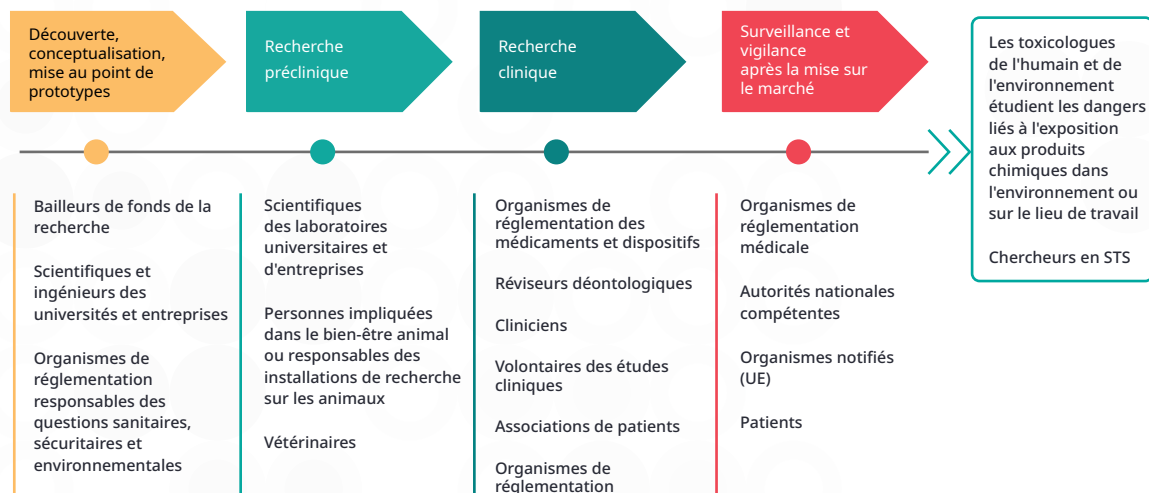 Découverte,
conceptualisation,
mise au point de
prototypes
Recherche
préclinique
Recherche
clinique
Surveillance et
vigilance
après la mise sur
le marché
Les toxicologues
de l'humain et de
l'environnement
étudient les dangers
liés à l'exposition
aux produits
chimiques dans
l'environnement ou
sur le lieu de travail
Chercheurs en STS
Bailleurs de fonds de la
recherche
Scientifiques et
ingénieurs des
universités et entreprises
Organismes de
réglementation
responsables des
questions sanitaires,
sécuritaires et
environnementales
Scientifiques
des laboratoires
universitaires et
d'entreprises
Personnes impliquées
dans le bien-être animal
ou responsables des
installations de recherche
sur les animaux
Vétérinaires
Organismes de
réglementation des
médicaments et dispositifs
Réviseurs déontologiques
Cliniciens
Volontaires des études
cliniques
Associations de patients
Organismes de
réglementation
Organismes de
réglementation
médicale
Autorités nationales
compétentes
Organismes notifiés
(UE)
Patients